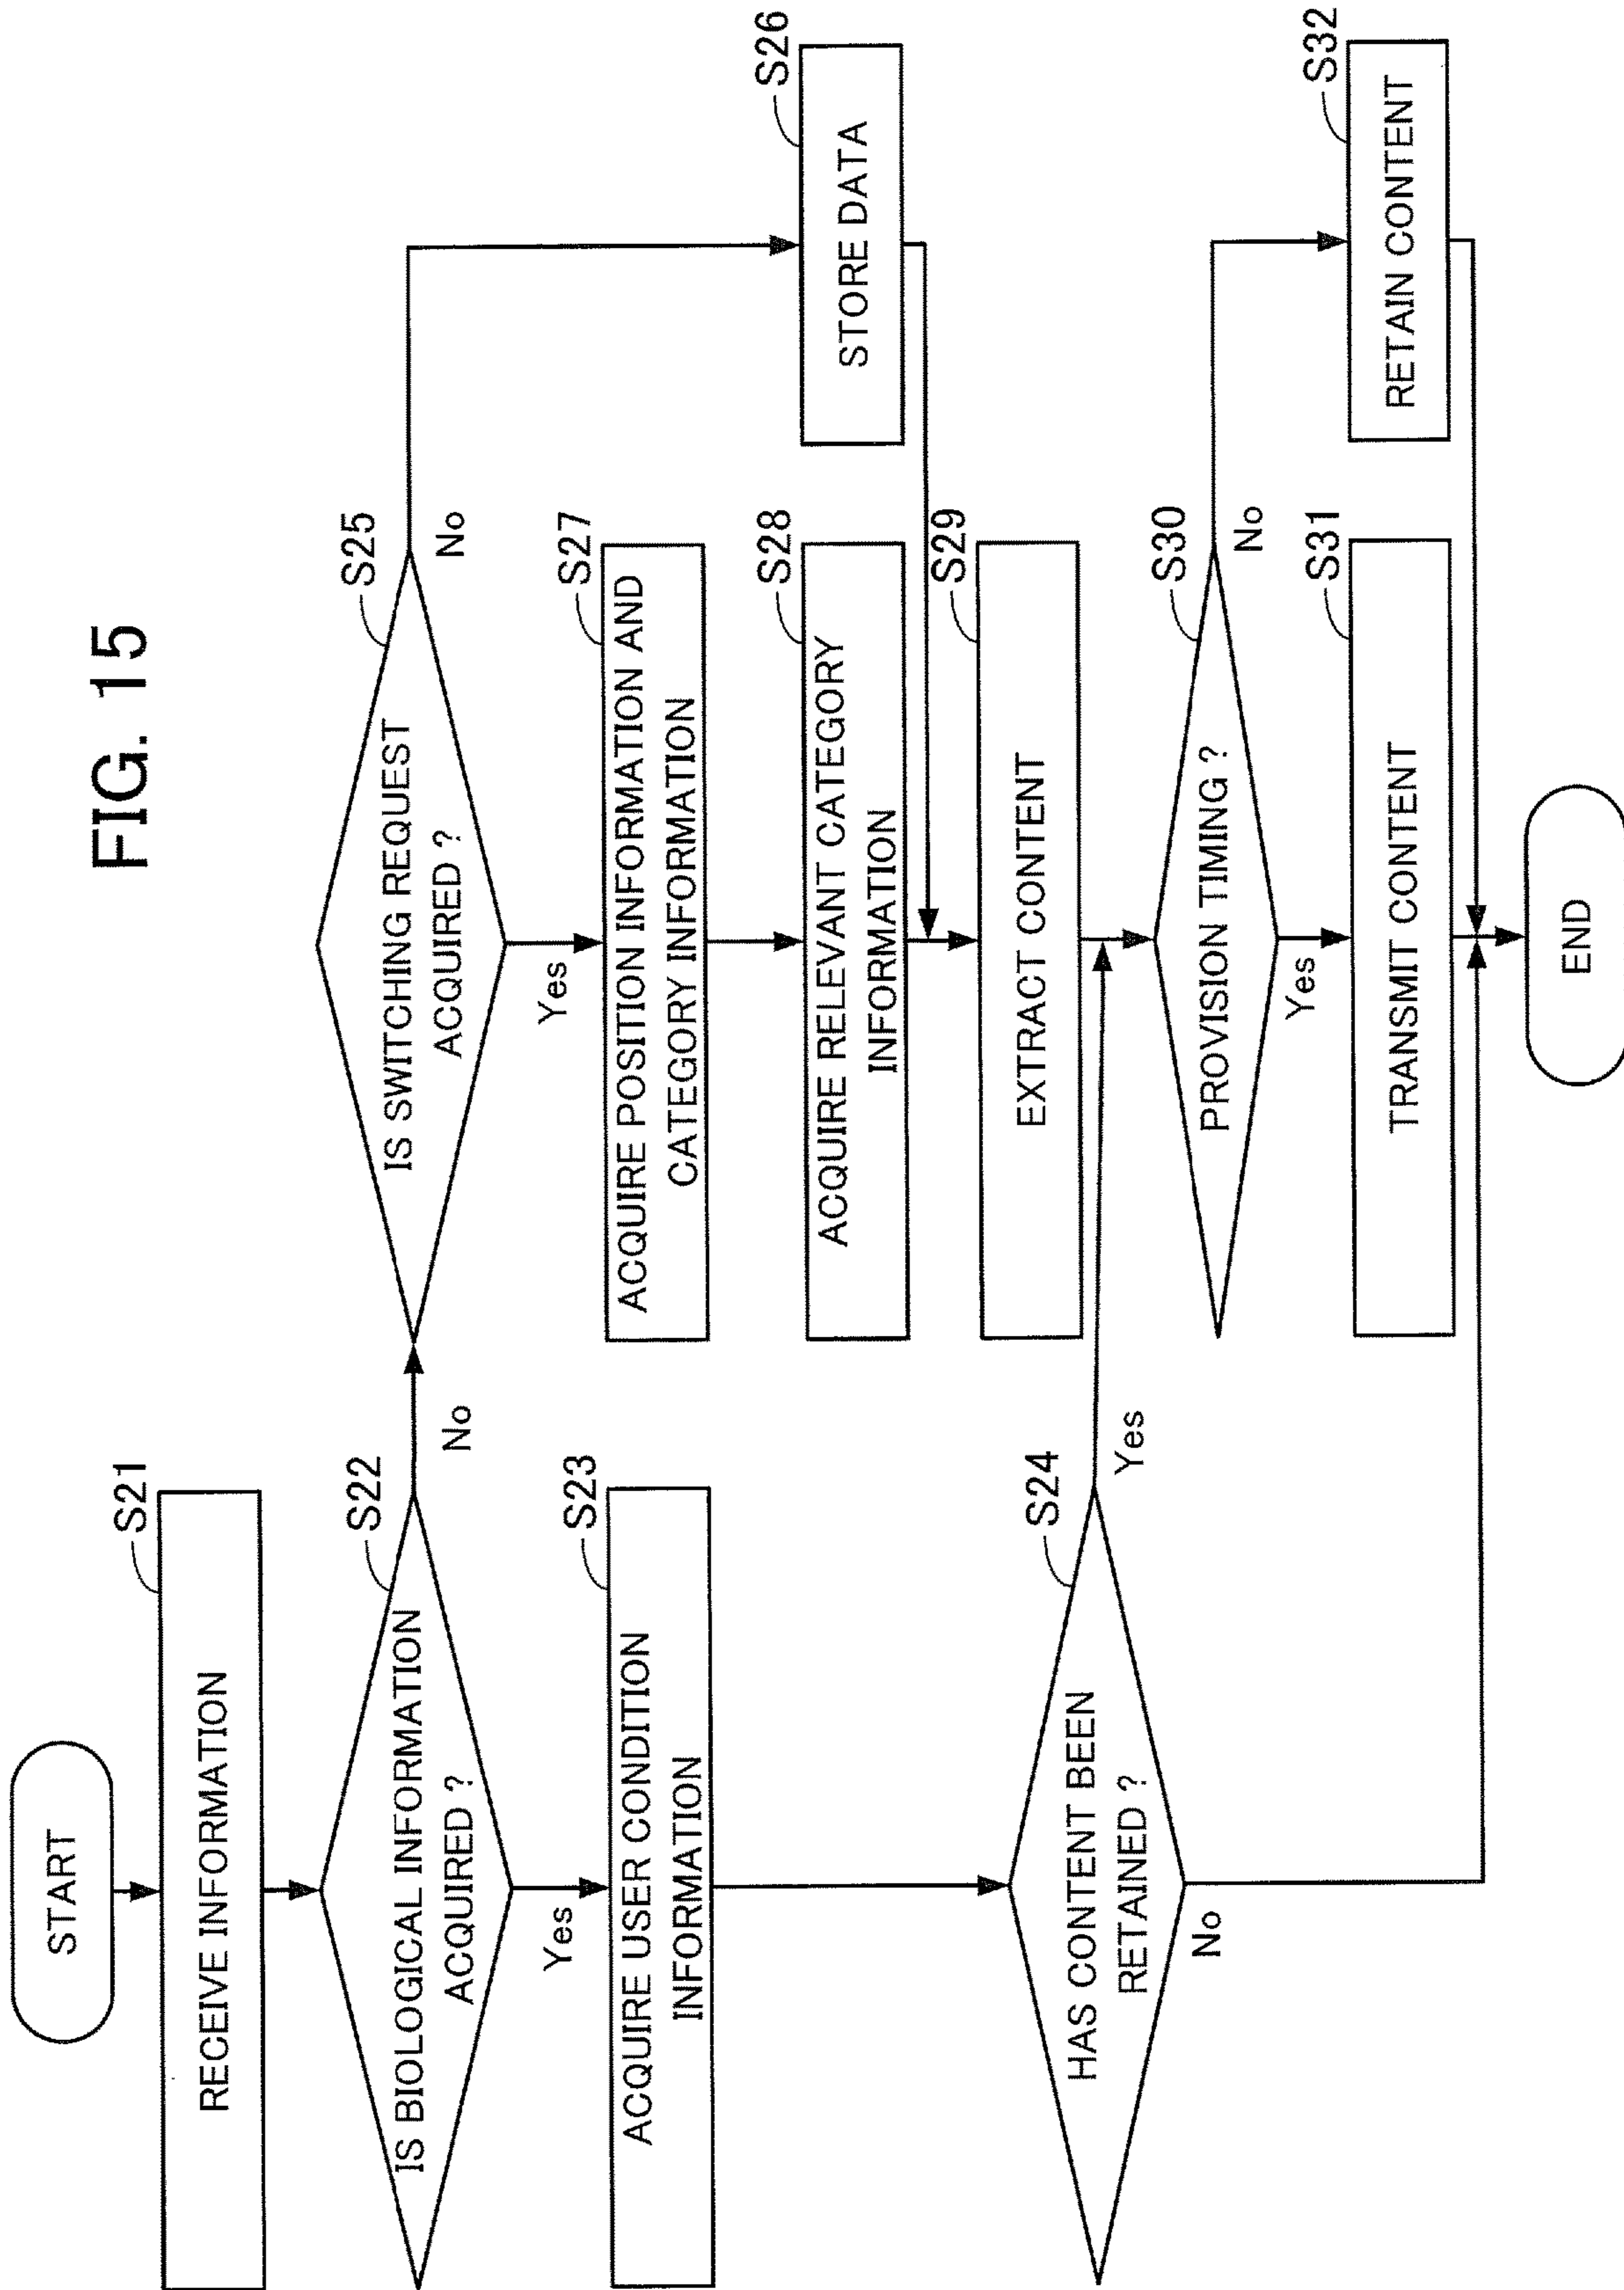 FIG. 15
START
S21
RECEIVE INFORMATION
S22
IS BIOLOGICAL INFORMATION
ACQUIRED ?
No
Yes
S23
ACQUIRE USER CONDITION
INFORMATION
S24
HAS CONTENT BEEN
RETAINED ?
Yes
No
S25
IS SWITCHING REQUEST
ACQUIRED ?
No
Yes
S26
STORE DATA
S27
ACQUIRE POSITION INFORMATION AND
CATEGORY INFORMATION
S28
ACQUIRE RELEVANT CATEGORY
INFORMATION
S29
EXTRACT CONTENT
S30
PROVISION TIMING ?
No
Yes
S31
TRANSMIT CONTENT
S32
RETAIN CONTENT
END